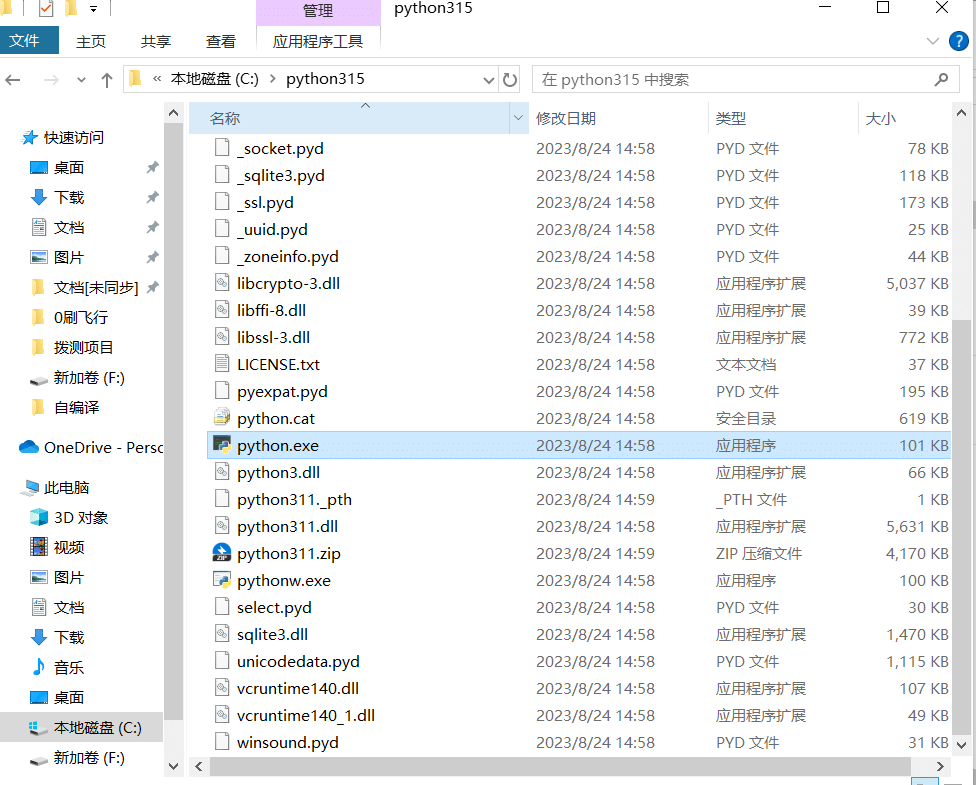 管理
python315
文件
主页
共享
查看
应用程序工具
?
« 本地磁盘 (C:) > python315
在 python315 中搜索
快速访问
桌面
下载
文档
图片
文档[未同步]
0刷飞行
拨测项目
新加卷 (F:)
自编译
OneDrive - Persc
此电脑
3D 对象
视频
图片
文档
下载
音乐
桌面
本地磁盘 (C:)
新加卷 (F:)
名称 修改日期 类型 大小
_socket.pyd 2023/8/24 14:58 PYD 文件 78 KB
_sqlite3.pyd 2023/8/24 14:58 PYD 文件 118 KB
_ssl.pyd 2023/8/24 14:58 PYD 文件 173 KB
_uuid.pyd 2023/8/24 14:58 PYD 文件 25 KB
_zoneinfo.pyd 2023/8/24 14:58 PYD 文件 44 KB
libcrypto-3.dll 2023/8/24 14:58 应用程序扩展 5,037 KB
libffi-8.dll 2023/8/24 14:58 应用程序扩展 39 KB
libssl-3.dll 2023/8/24 14:58 应用程序扩展 772 KB
LICENSE.txt 2023/8/24 14:58 文本文档 37 KB
pyexpat.pyd 2023/8/24 14:58 PYD 文件 195 KB
python.cat 2023/8/24 14:58 安全目录 619 KB
python.exe 2023/8/24 14:58 应用程序 101 KB
python3.dll 2023/8/24 14:58 应用程序扩展 66 KB
python311._pth 2023/8/24 14:59 _PTH 文件 1 KB
python311.dll 2023/8/24 14:58 应用程序扩展 5,631 KB
python311.zip 2023/8/24 14:59 ZIP 压缩文件 4,170 KB
pythonw.exe 2023/8/24 14:58 应用程序 100 KB
select.pyd 2023/8/24 14:58 PYD 文件 30 KB
sqlite3.dll 2023/8/24 14:58 应用程序扩展 1,470 KB
unicodedata.pyd 2023/8/24 14:58 PYD 文件 1,115 KB
vcruntime140.dll 2023/8/24 14:58 应用程序扩展 107 KB
vcruntime140_1.dll 2023/8/24 14:58 应用程序扩展 49 KB
winsound.pyd 2023/8/24 14:58 PYD 文件 31 KB